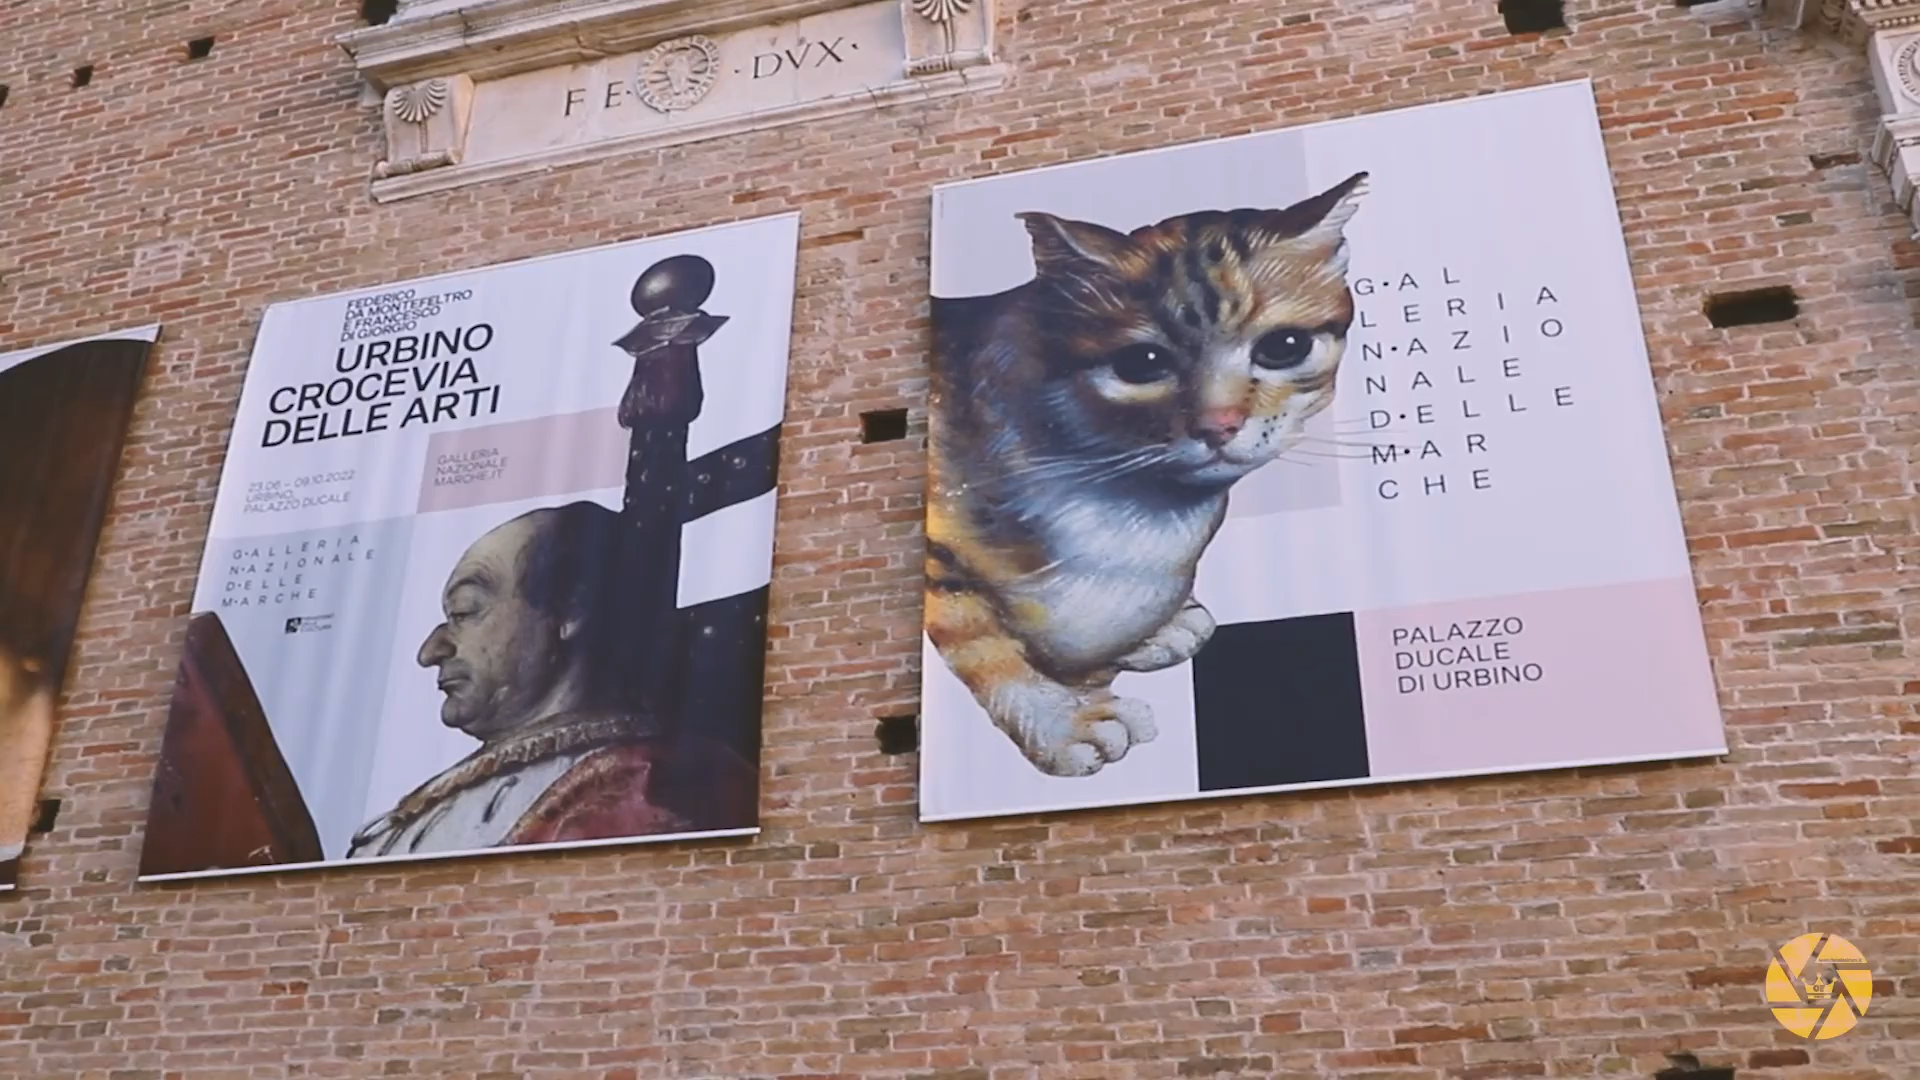 FE· ·DVX·
FEDERICO
DA MONTEFELTRO
E FRANCESCO
DI GIORGIO
URBINO
CROCEVIA
DELLE ARTI
GALLERIA
NAZIONALE
MARCHE.IT
23.06 – 09.10.2022
URBINO,
PALAZZO DUCALE
G·ALLERIA
N·AZIONALE
D·ELLE
M·ARCHE
G·AL
LERIA
N·AZIO
NALE
D·ELLE
M·AR
CHE
PALAZZO
DUCALE
DI URBINO